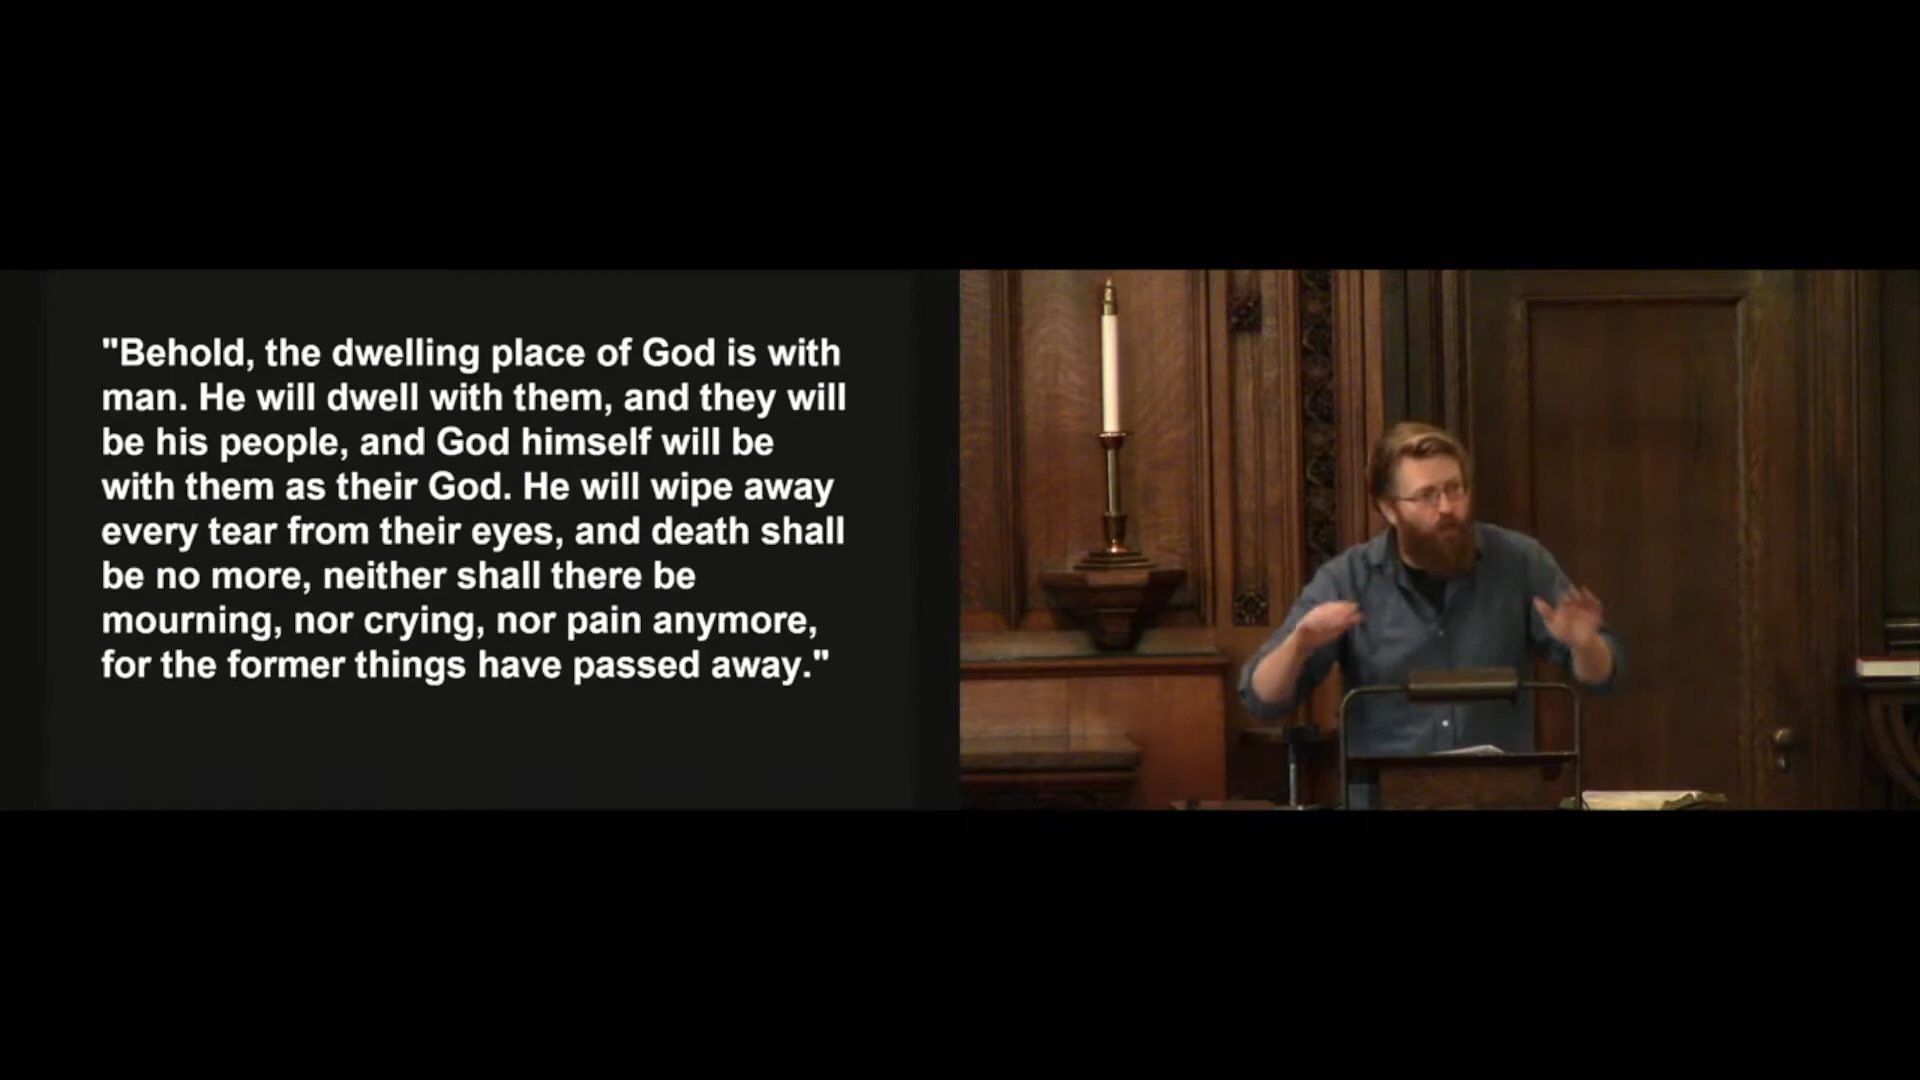 "Behold, the dwelling place of God is with
man. He will dwell with them, and they will
be his people, and God himself will be
with them as their God. He will wipe away
every tear from their eyes, and death shall
be no more, neither shall there be
mourning, nor crying, nor pain anymore,
for the former things have passed away."